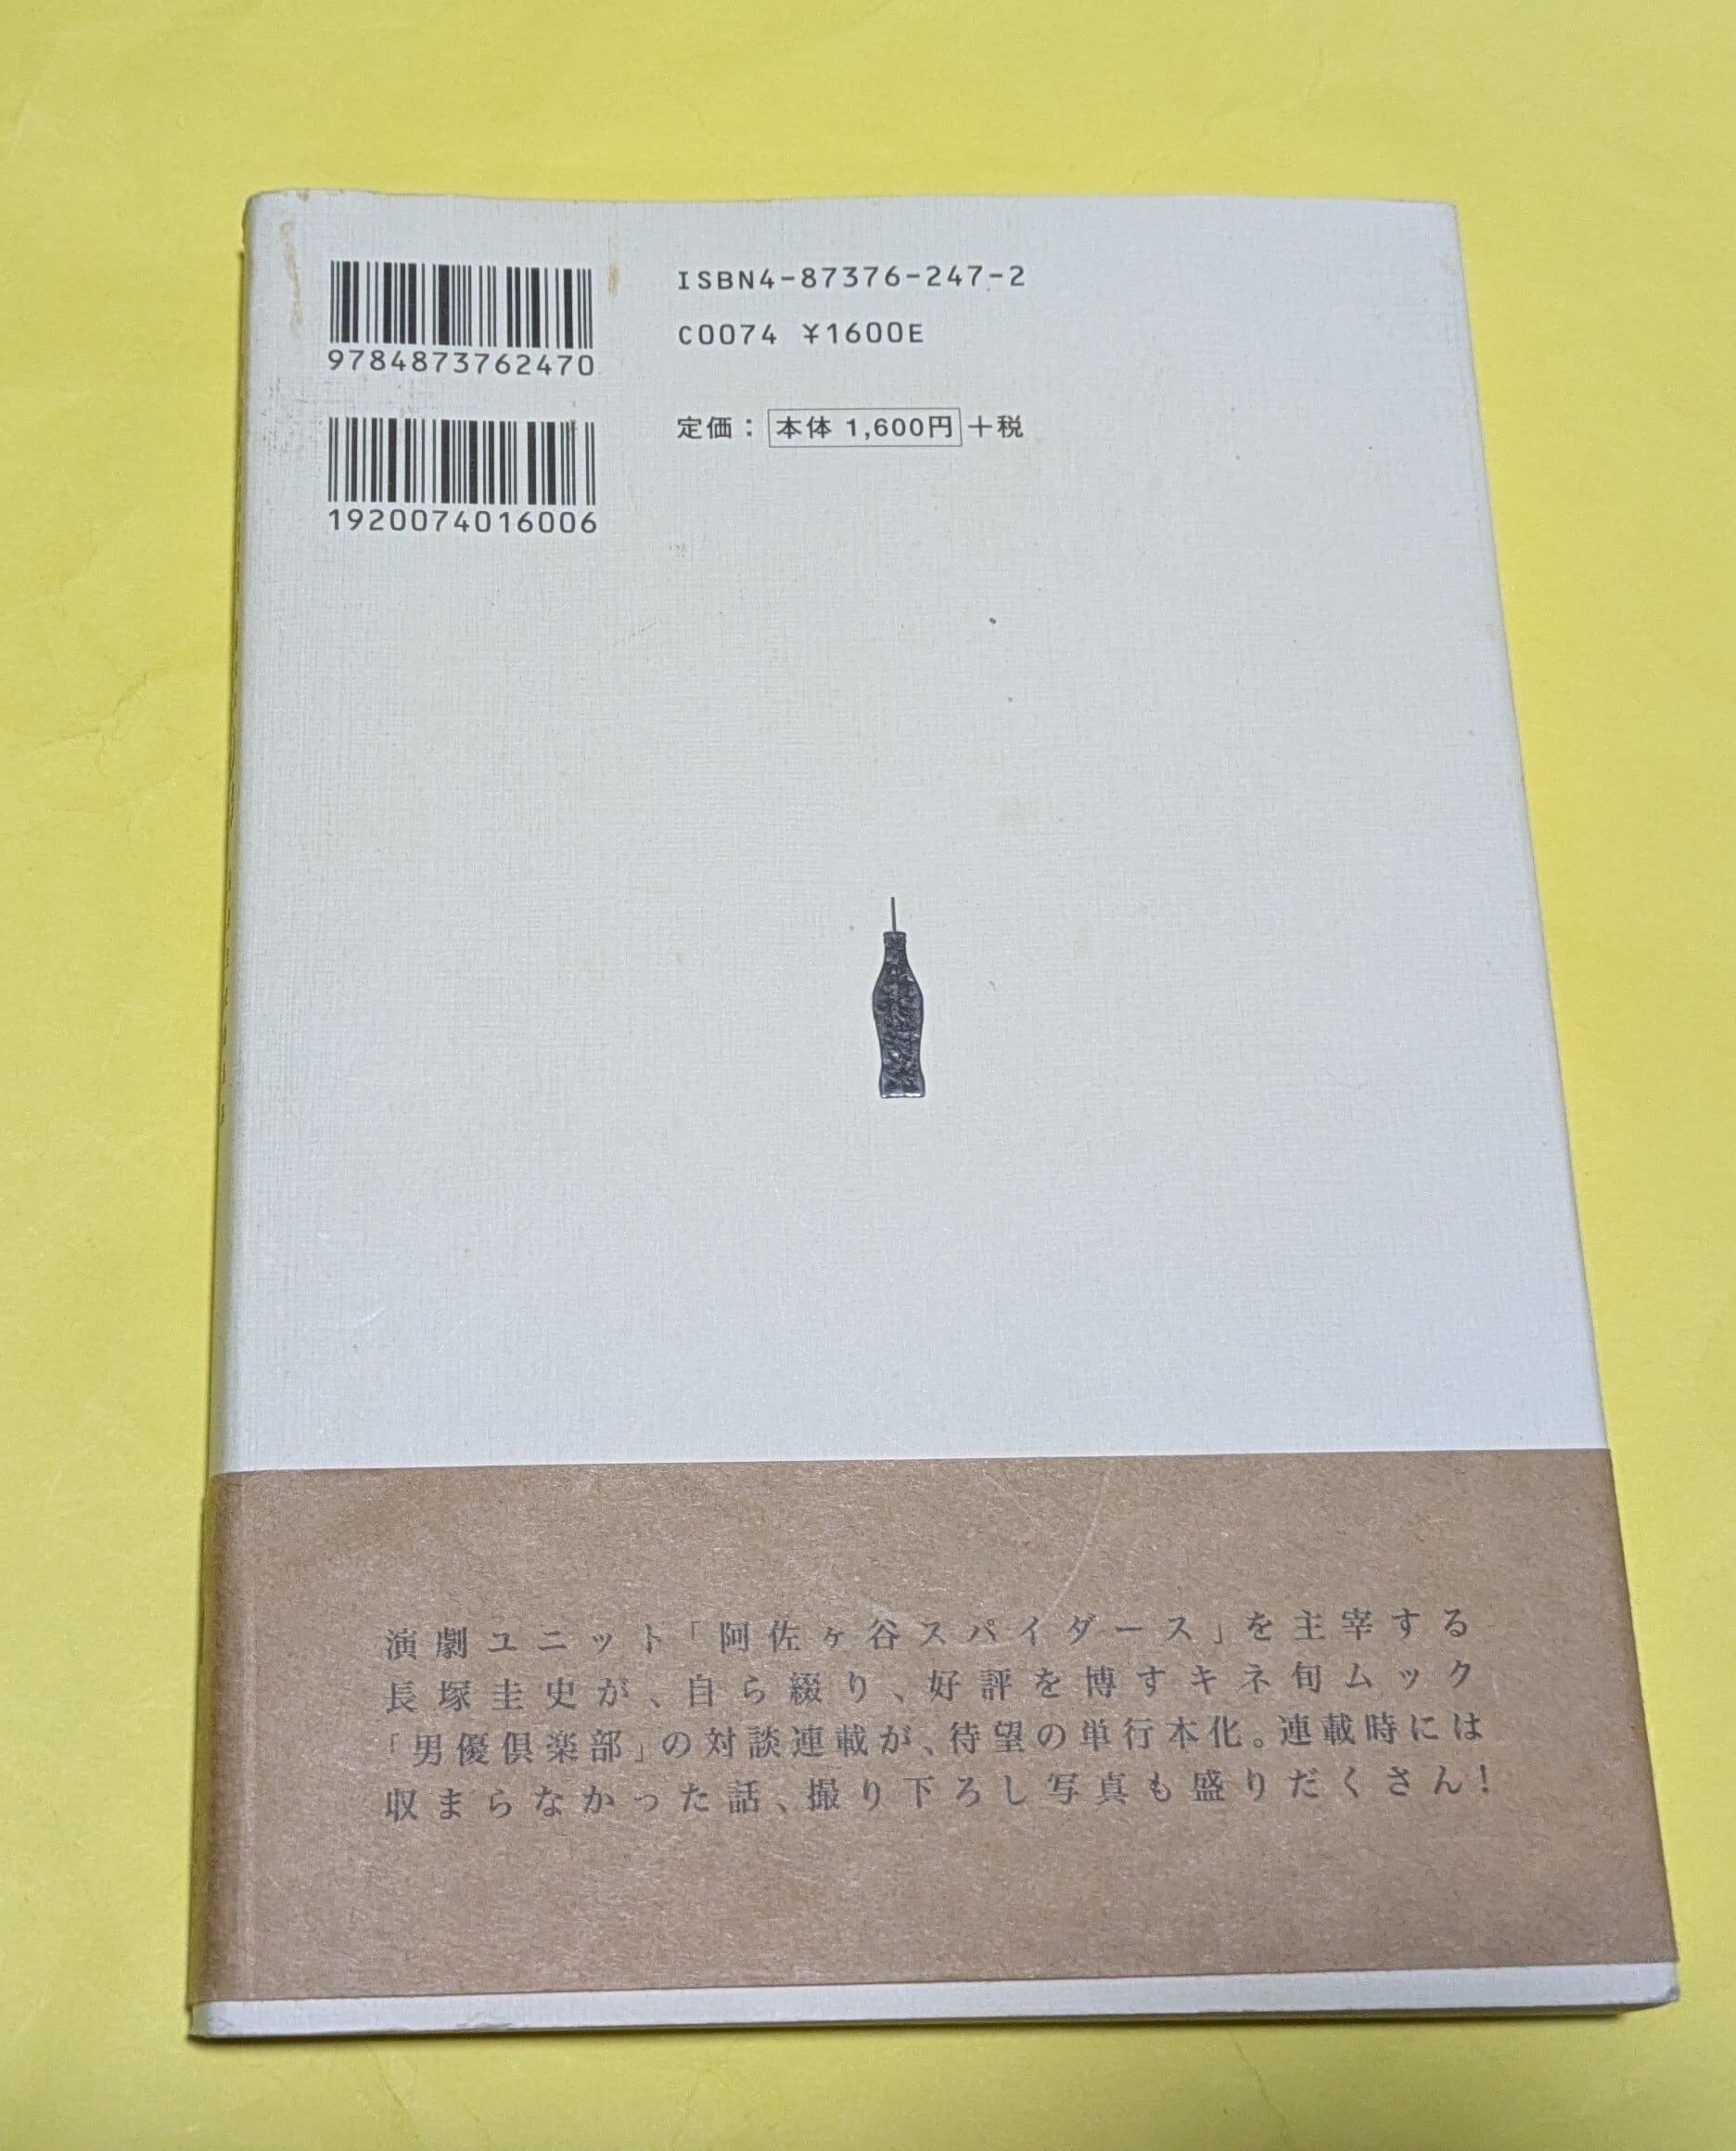 ISBN4-87376-247-2
C0074 ¥1600E
9784873762470
定価：本体 1,600円＋税
1920074016006
演劇ユニット「阿佐ヶ谷スパイダース」を主宰する
長塚圭史が、自ら綴り、好評を博すキネ旬ムック
「男優倶楽部」の対談連載が、待望の単行本化。連載時には
収まらなかった話、撮り下ろし写真も盛りだくさん！